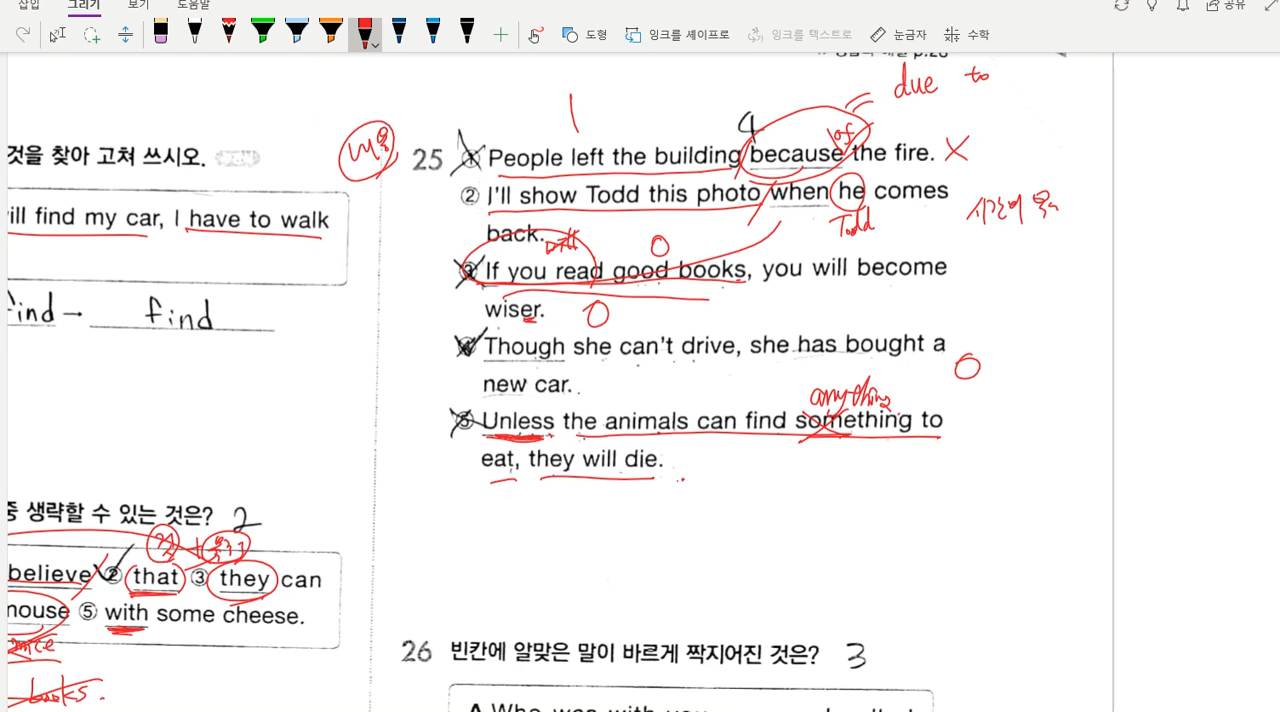 삽입 그리기 보기 도움말
공유
도형 잉크를 셰이프로 잉크를 텍스트로 눈금자 수학
due to
것을 찾아 고쳐 쓰시오.
ill find my car, I have to walk
find → find
1
4
25 ① People left the building because of the fire. X
② I'll show Todd this photo when he comes
back.
Todd
③ If you read good books, you will become
wiser.
④ Though she can't drive, she has bought a
new car.
anything
⑤ Unless the animals can find something to
eat, they will die.
생략할 수 있는 것은? 2
believe ② that ③ they can
mouse ⑤ with some cheese.
mice
books.
26 빈칸에 알맞은 말이 바르게 짝지어진 것은? 3